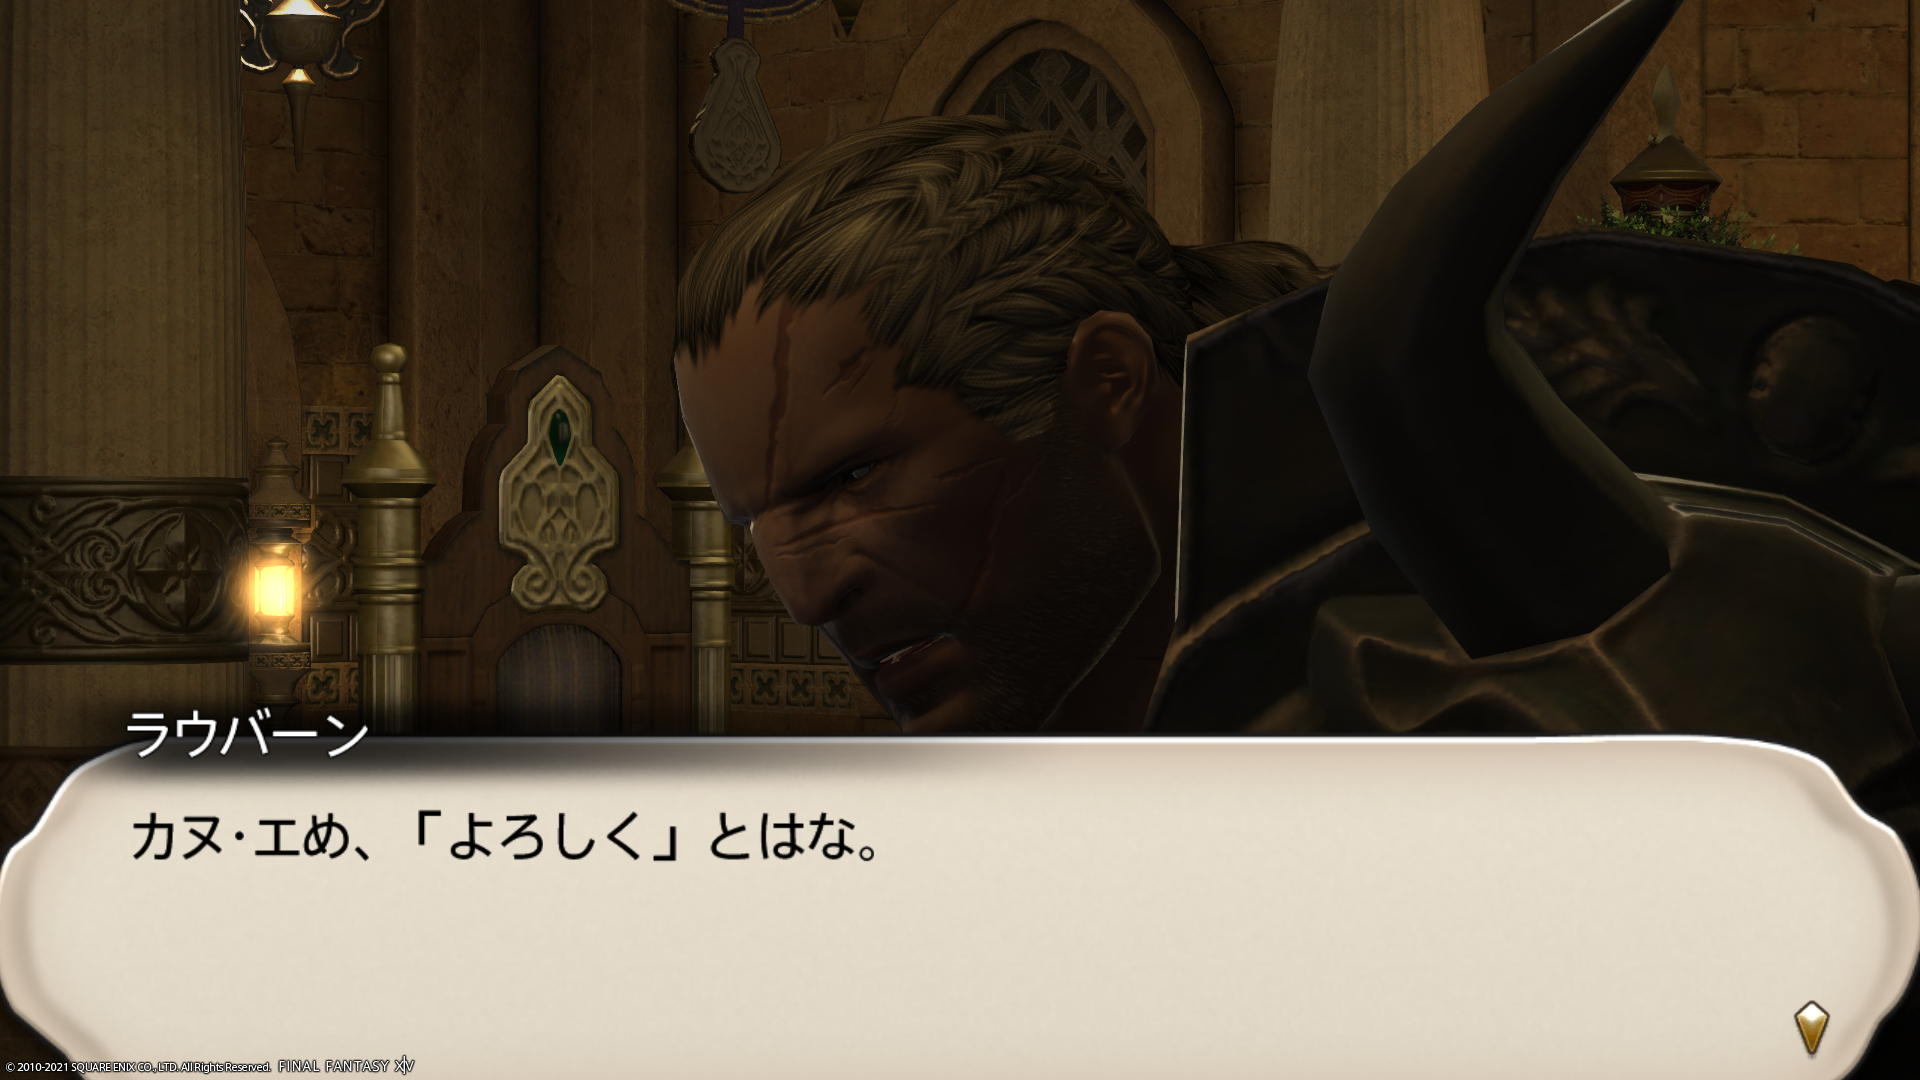 ラウバーン
カヌ・エめ、「よろしく」とはな。
© 2010-2021 SQUARE ENIX CO., LTD. All Rights Reserved. FINAL FANTASY XIV